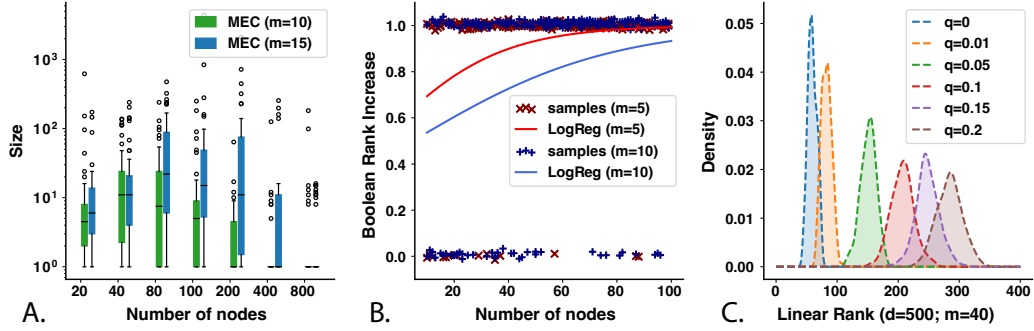 MEC (m=10)
MEC (m=15)
10³
10²
10¹
10⁰
Size
20
40
80
100
200
400
800
Number of nodes
A.
1.0
0.8
0.6
0.4
0.2
0.0
Boolean Rank Increase
samples (m=5)
LogReg (m=5)
samples (m=10)
LogReg (m=10)
20
40
60
80
100
Number of nodes
B.
0.05
0.04
0.03
0.02
0.01
0.00
Density
q=0
q=0.01
q=0.05
q=0.1
q=0.15
q=0.2
0
100
200
300
400
Linear Rank (d=500; m=40)
C.